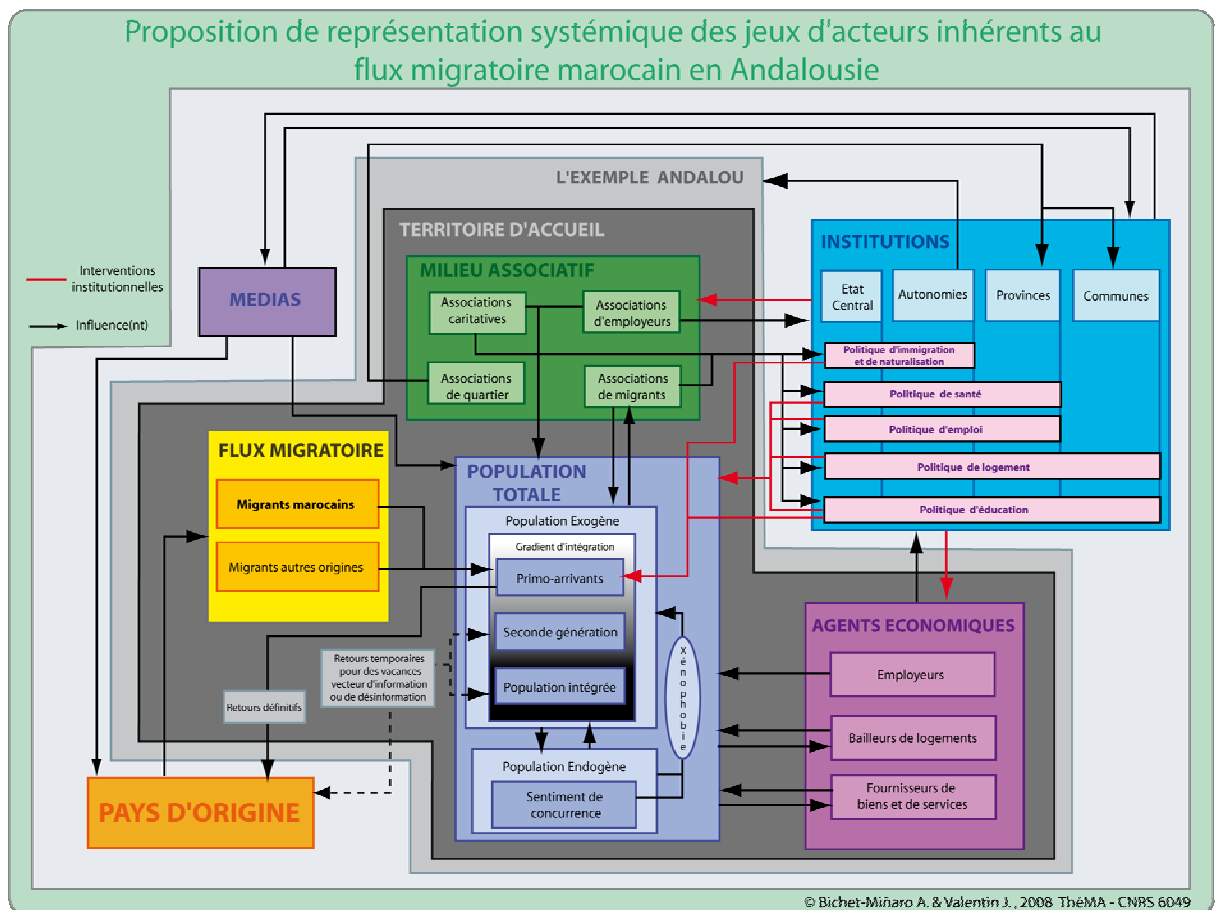 Proposition de représentation systémique des jeux d'acteurs inhérents au
flux migratoire marocain en Andalousie
L'EXEMPLE ANDALOU
TERRITOIRE D'ACCUEIL
INSTITUTIONS
Interventions
institutionnelles
Influence(nt)
MEDIAS
MILIEU ASSOCIATIF
Associations
caritatives
Associations
d'employeurs
Associations
de quartier
Associations
de migrants
Etat
Central
Autonomies
Provinces
Communes
Politique d'immigration
et de naturalisation
Politique de santé
Politique d'emploi
Politique de logement
Politique d'éducation
FLUX MIGRATOIRE
Migrants marocains
Migrants autres origines
POPULATION
TOTALE
Population Exogène
Gradient d'intégration
Primo-arrivants
Seconde génération
Population intégrée
Xénophobie
Retours temporaires
pour des vacances
vecteur d'information
ou de désinformation
Retours définitifs
Population Endogène
Sentiment de
concurrence
AGENTS ECONOMIQUES
Employeurs
Bailleurs de logements
Fournisseurs de
biens et de services
PAYS D'ORIGINE
© Bichet-Miñaro A. & Valentin J., 2008 ThéMA - CNRS 6049